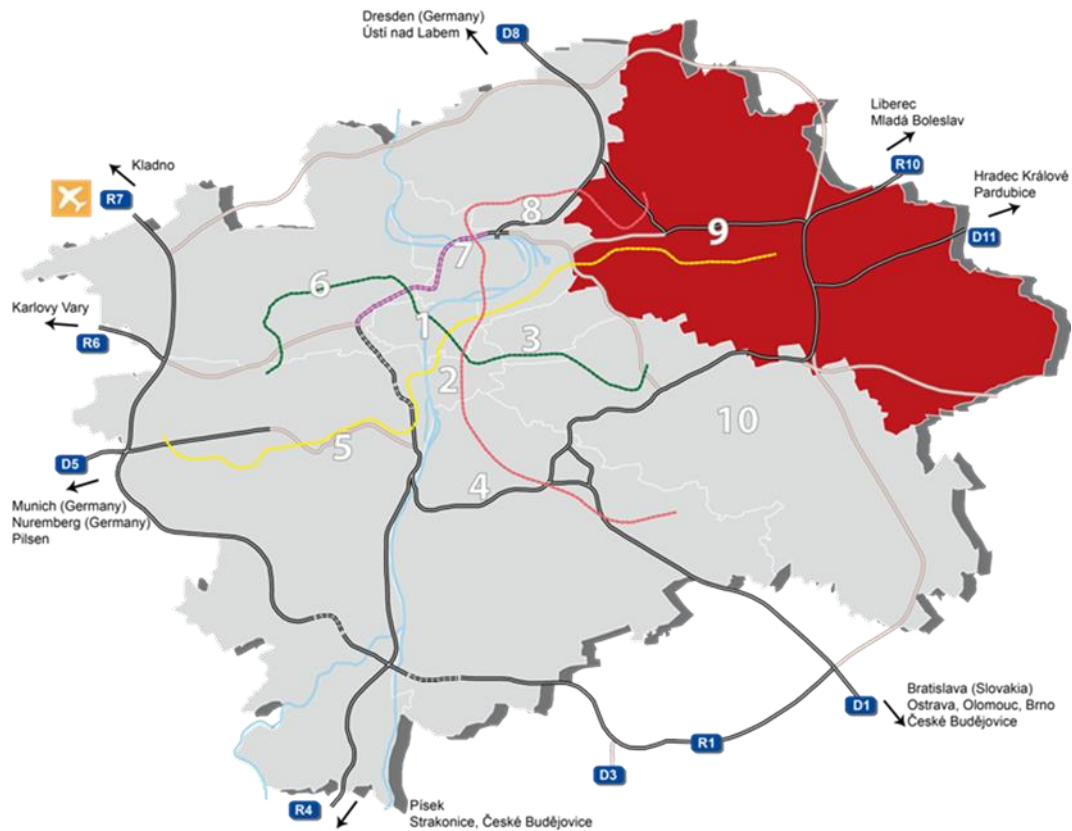 Dresden (Germany)
Ústí nad Labem
D8
Liberec
Mladá Boleslav
R10
Kladno
R7
Hradec Králové
Pardubice
D11
8
9
7
6
Karlovy Vary
R6
1
3
2
10
5
D5
4
Munich (Germany)
Nuremberg (Germany)
Pilsen
Bratislava (Slovakia)
Ostrava, Olomouc, Brno
České Budějovice
D1
R1
D3
R4
Písek
Strakonice, České Budějovice